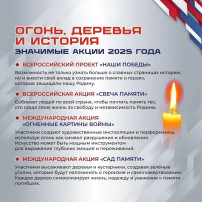 ОГОНЬ, ДЕРЕВЬЯ
И ИСТОРИЯ
ЗНАЧИМЫЕ АКЦИИ 2025 ГОДА
ВСЕРОССИЙСКИЙ ПРОЕКТ «НАШИ ПОБЕДЫ»
Возможность не только узнать больше о славных страницах истории,
но и внести свой вклад в сохранение памяти о героях,
которые защищали нашу Родину.
ВСЕРОССИЙСКАЯ АКЦИЯ «СВЕЧА ПАМЯТИ»
Собирает людей по всей стране, чтобы почтить память тех,
кто отдал свою жизнь за свободу и независимость Родины.
МЕЖДУНАРОДНАЯ АКЦИЯ
«ОГНЕННЫЕ КАРТИНЫ ВОЙНЫ»
Участники создают художественные инсталляции и перформансы,
используя огонь как символ разрушения и обновления.
Искусство может быть мощным инструментом
для выражения глубоких эмоций и переживаний.
МЕЖДУНАРОДНАЯ АКЦИЯ «САД ПАМЯТИ»
Участники высаживают деревья и кустарники, создавая зелёные
уголки, которые будут напоминать о героизме и самопожертвовании.
Каждое дерево символизирует жизнь, надежду и уважение к памяти
погибших.